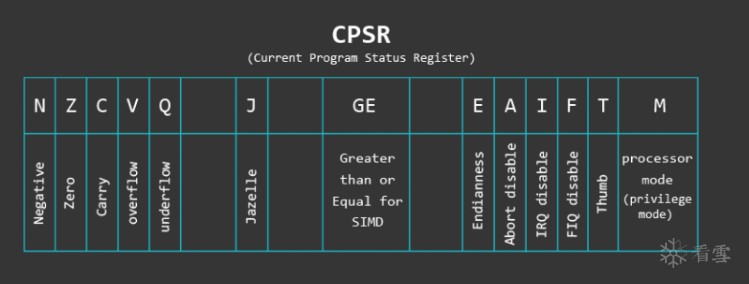 CPSR
(Current Program Status Register)
N Z C V Q J GE E A I F T M
Negative
Zero
Carry
overflow
underflow
Jazelle
Greater
than or
Equal for
SIMD
Endianness
Abort disable
IRQ disable
FIQ disable
Thumb
processor
mode
(privilege
mode)
看雪